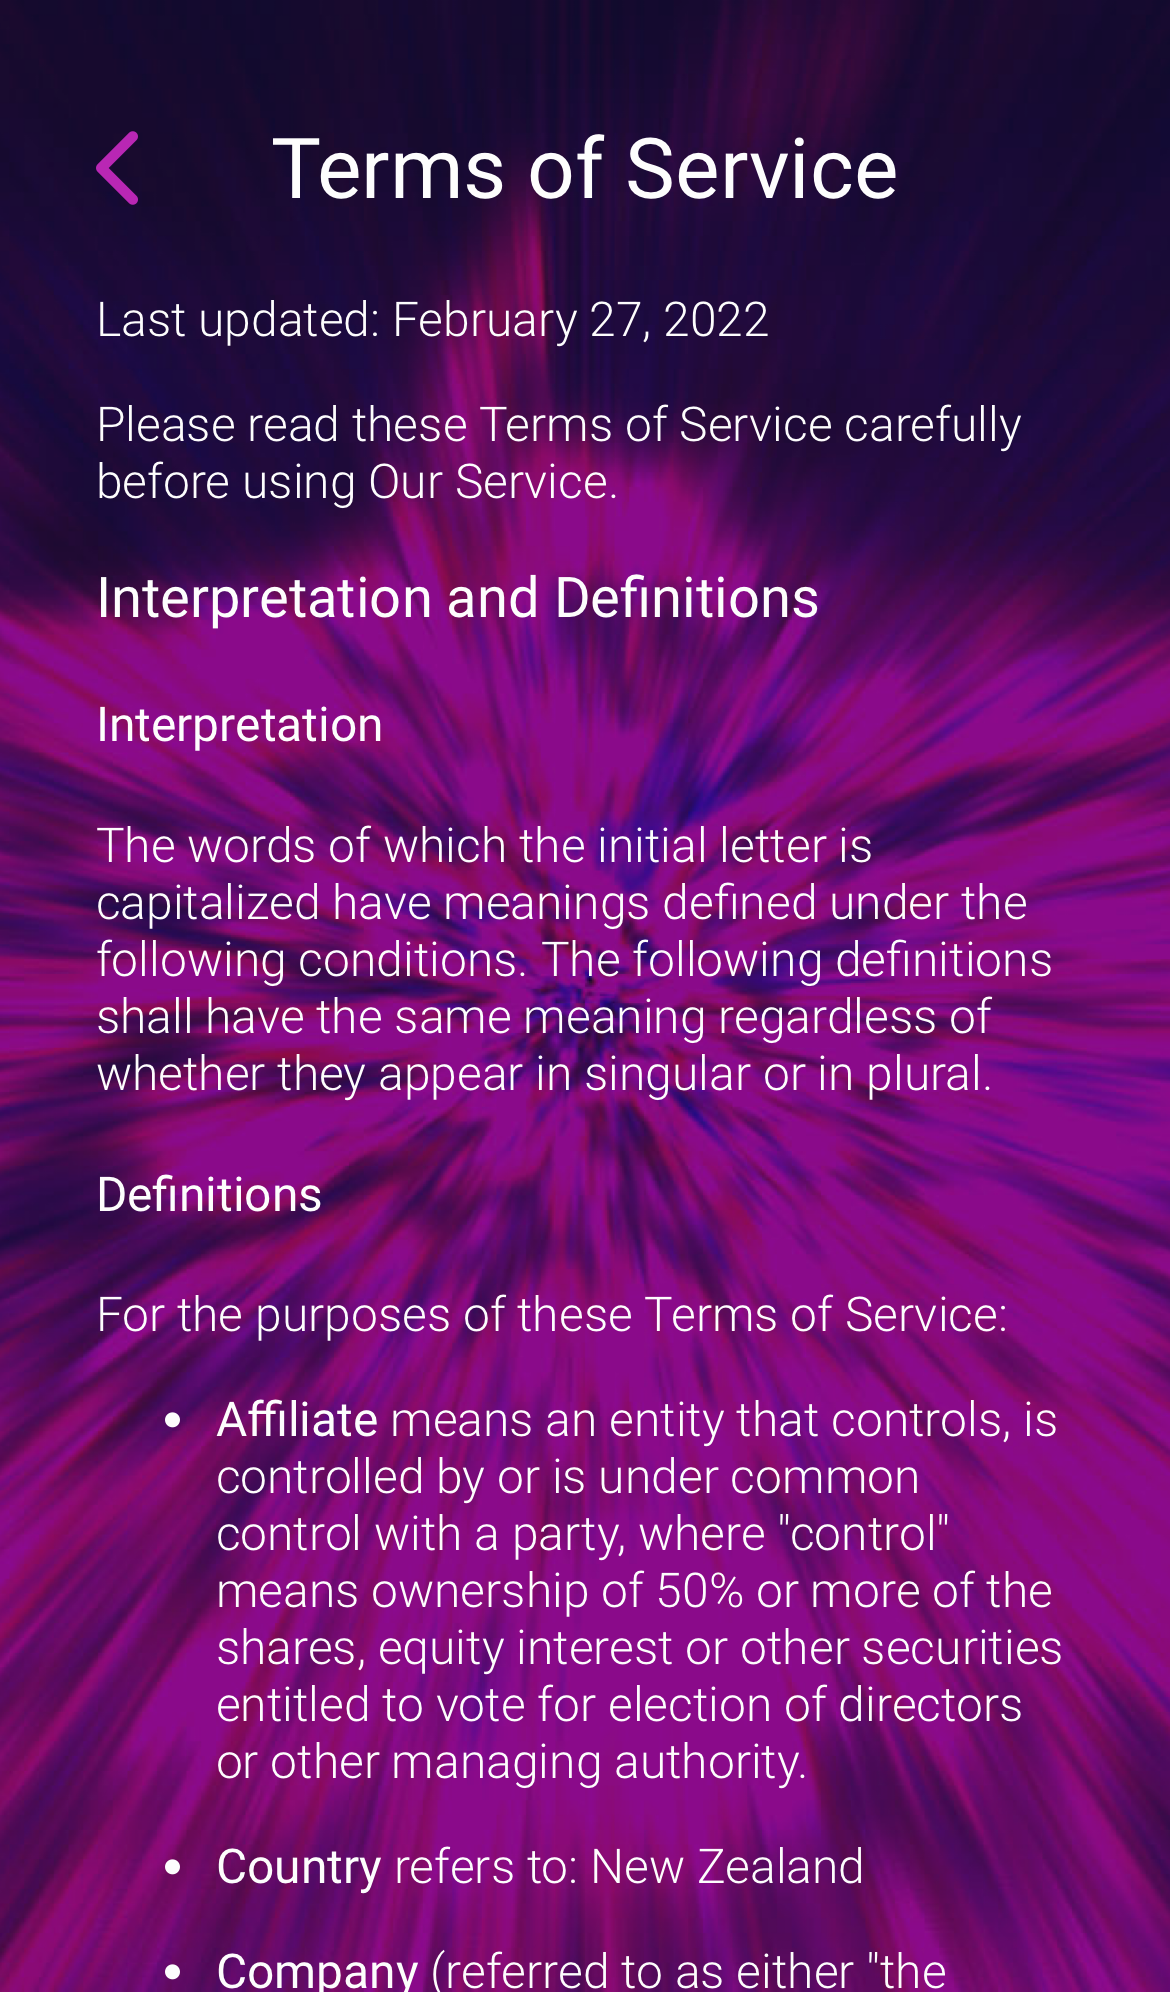 Terms of Service
Last updated: February 27, 2022
Please read these Terms of Service carefully
before using Our Service.
Interpretation and Definitions
Interpretation
The words of which the initial letter is
capitalized have meanings defined under the
following conditions. The following definitions
shall have the same meaning regardless of
whether they appear in singular or in plural.
Definitions
For the purposes of these Terms of Service:
• Affiliate means an entity that controls, is
controlled by or is under common
control with a party, where "control"
means ownership of 50% or more of the
shares, equity interest or other securities
entitled to vote for election of directors
or other managing authority.
• Country refers to: New Zealand
• Company (referred to as either "the